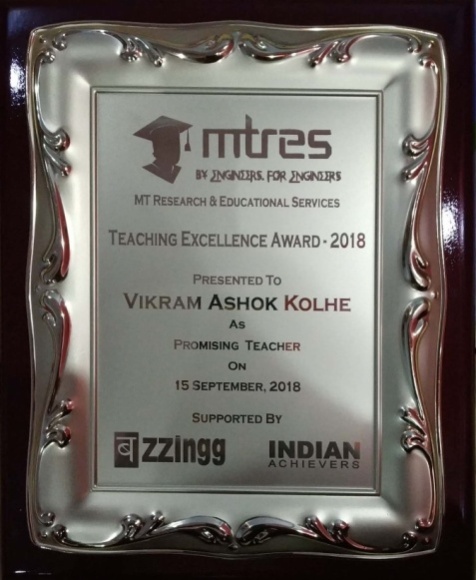 mtres
BY ENGINEERS, FOR ENGINEERS
MT RESEARCH & EDUCATIONAL SERVICES
TEACHING EXCELLENCE AWARD - 2018
PRESENTED TO
VIKRAM ASHOK KOLHE
AS
PROMISING TEACHER
ON
15 SEPTEMBER, 2018
SUPPORTED BY
zzingg
INDIAN
ACHIEVERS